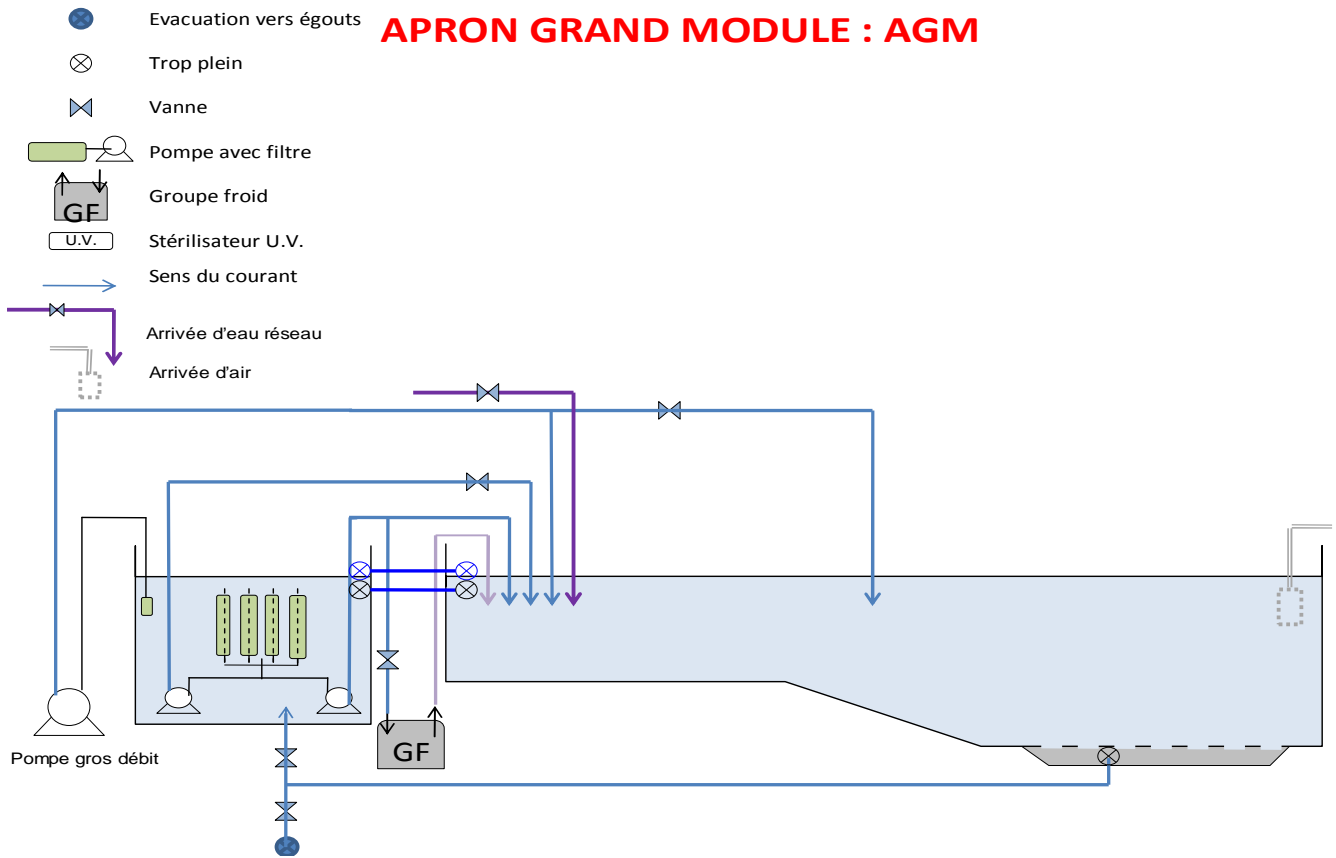 Evacuation vers égouts
APRON GRAND MODULE : AGM
Trop plein
Vanne
Pompe avec filtre
GF
Groupe froid
U.V.
Stérilisateur U.V.
Sens du courant
Arrivée d'eau réseau
Arrivée d'air
Pompe gros débit
GF